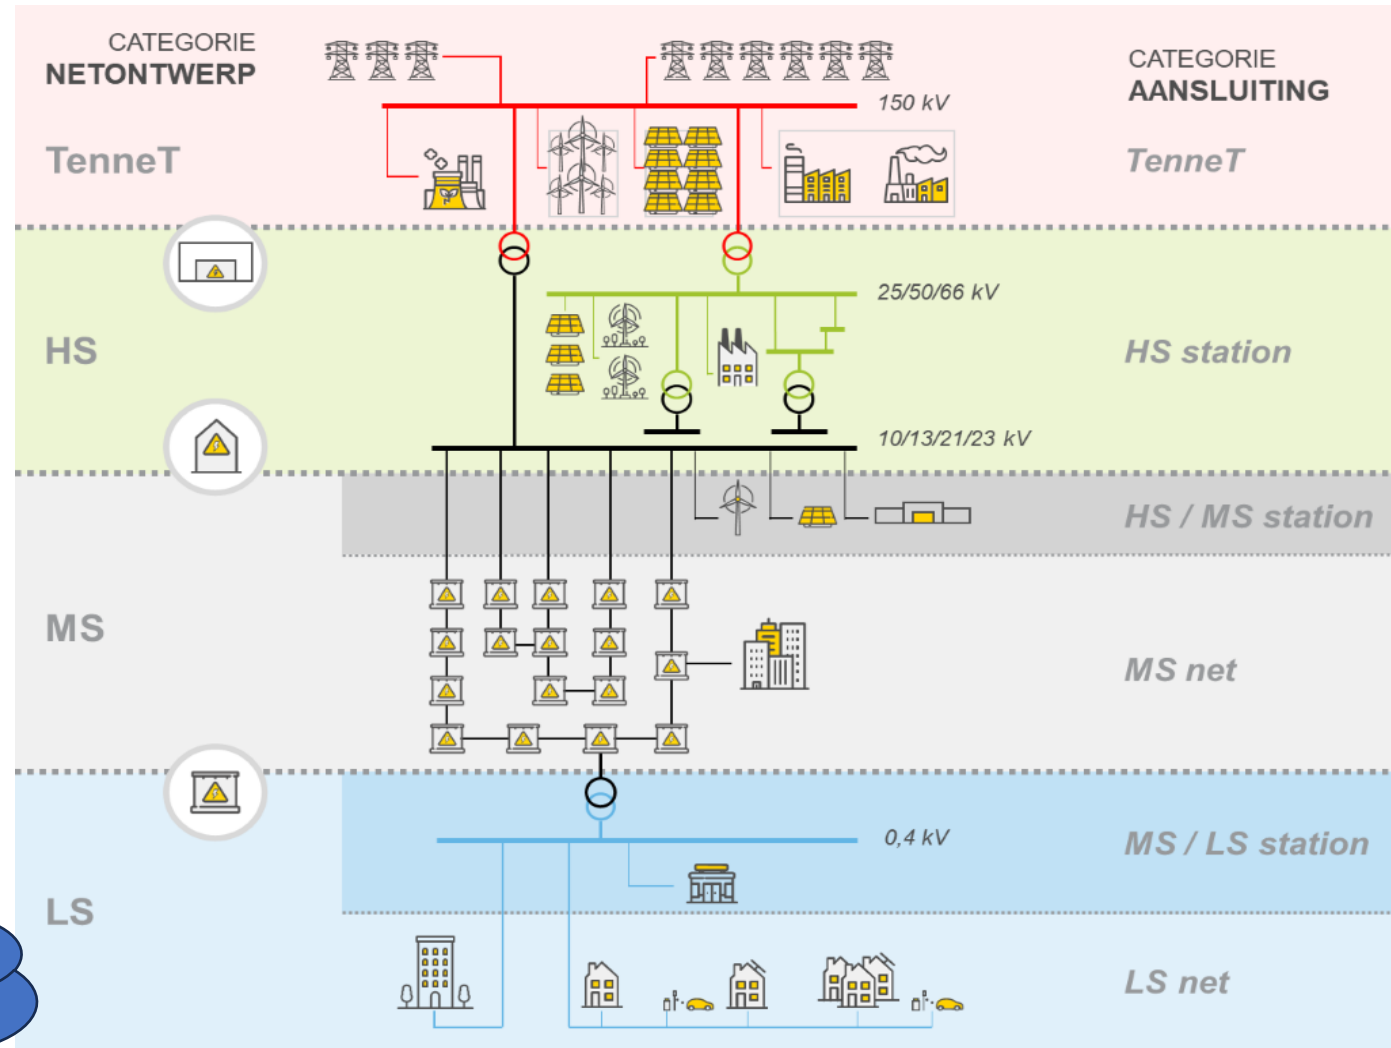 CATEGORIE
NETONTWERP
CATEGORIE
AANSLUITING
150 kV
TenneT
TenneT
25/50/66 kV
HS
HS station
10/13/21/23 kV
HS / MS station
MS
MS net
0,4 kV
MS / LS station
LS
LS net